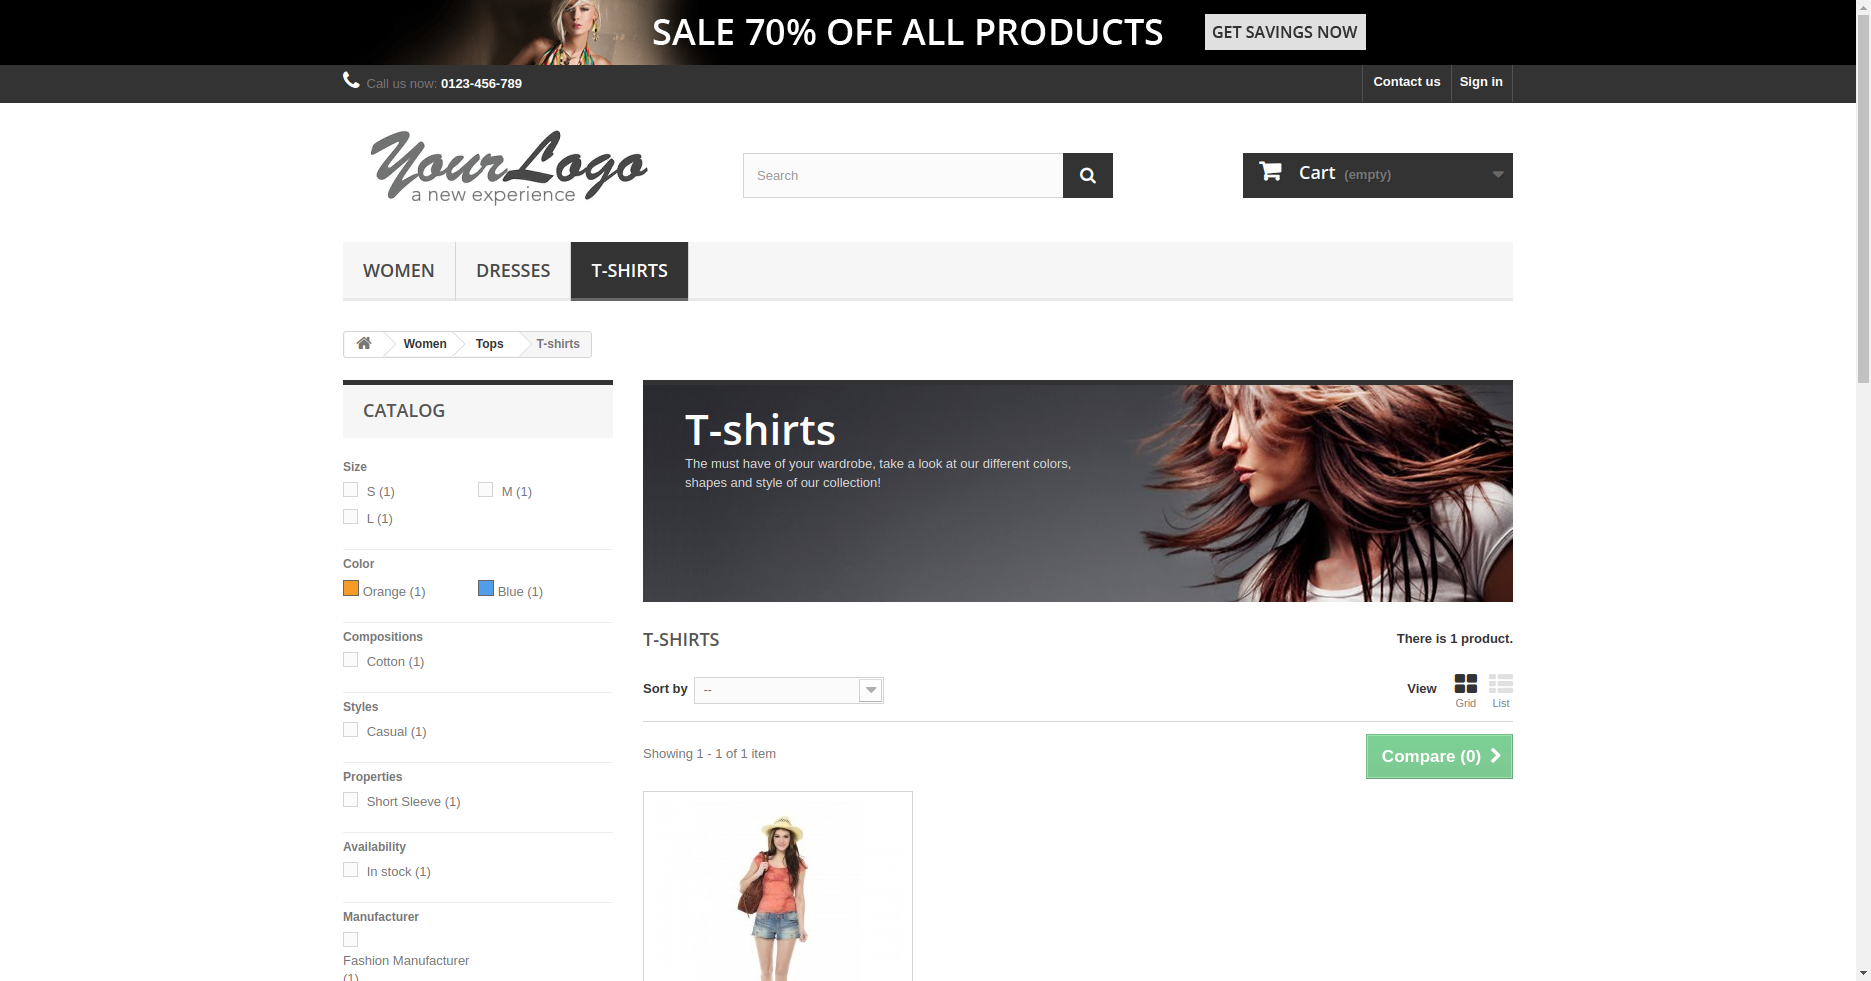 SALE 70% OFF ALL PRODUCTS
GET SAVINGS NOW
Call us now: 0123-456-789
Contact us
Sign in
Your Logo
a new experience
Search
Cart (empty)
WOMEN
DRESSES
T-SHIRTS
Women
Tops
T-shirts
CATALOG
Size
S (1)
M (1)
L (1)
Color
Orange (1)
Blue (1)
Compositions
Cotton (1)
Styles
Casual (1)
Properties
Short Sleeve (1)
Availability
In stock (1)
Manufacturer
Fashion Manufacturer
(1)
T-shirts
The must have of your wardrobe, take a look at our different colors,
shapes and style of our collection!
T-SHIRTS
There is 1 product.
Sort by
--
View
Grid
List
Showing 1 - 1 of 1 item
Compare (0)